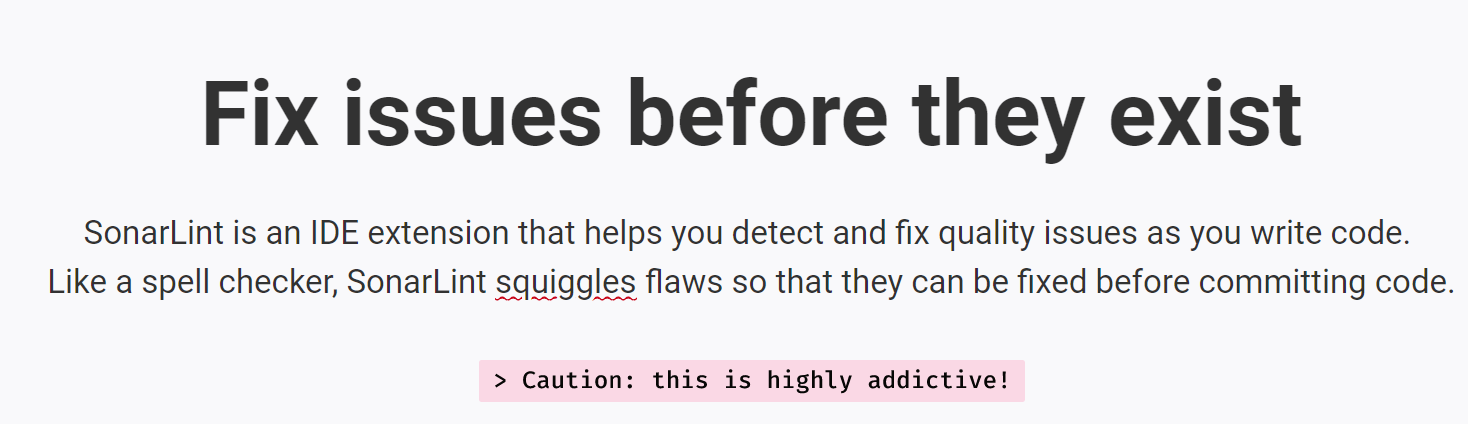 Fix issues before they exist
SonarLint is an IDE extension that helps you detect and fix quality issues as you write code.
Like a spell checker, SonarLint squiggles flaws so that they can be fixed before committing code.
> Caution: this is highly addictive!